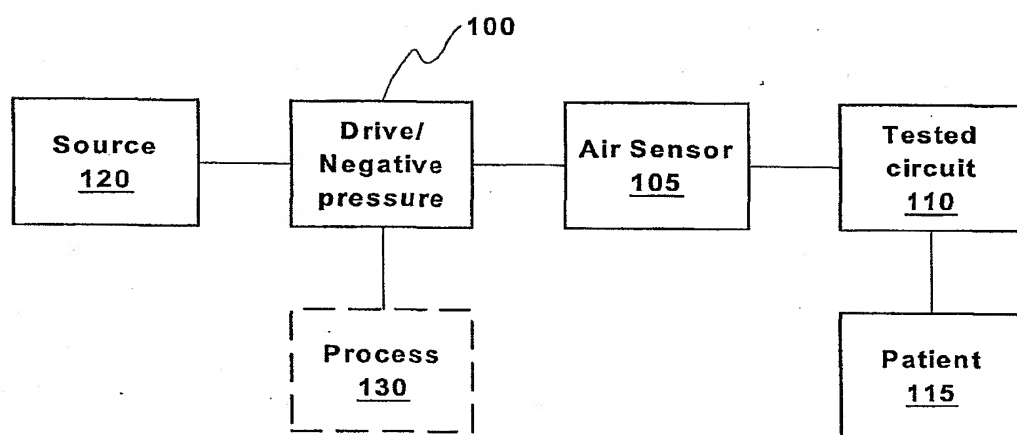 100
Source
120
Drive/
Negative
pressure
Air Sensor
105
Tested
circuit
110
Process
130
Patient
115